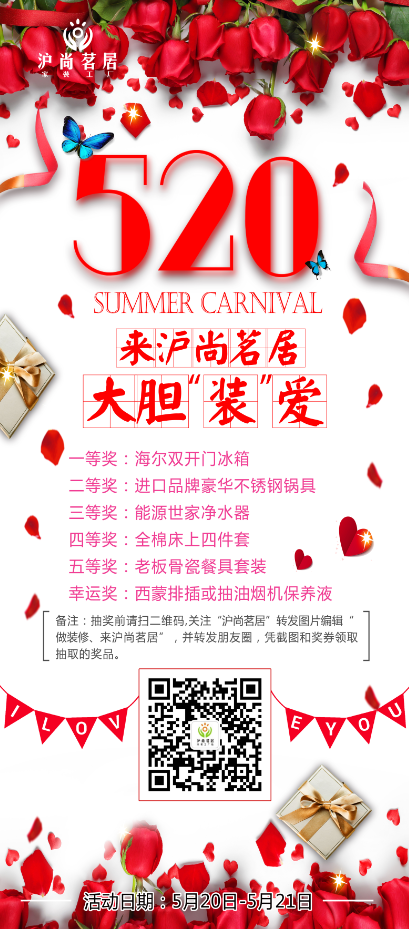 沪尚茗居
家装工厂
520
SUMMER CARNIVAL
来沪尚茗居
大胆“装”爱
一等奖：海尔双开门冰箱
二等奖：进口品牌豪华不锈钢锅具
三等奖：能源世家净水器
四等奖：全棉床上四件套
五等奖：老板骨瓷餐具套装
幸运奖：西蒙排插或抽油烟机保养液
备注：抽奖前请扫二维码,关注“沪尚茗居”转发图片编辑“
做装修、来沪尚茗居”，并转发朋友圈，凭截图和奖券领取
抽取的奖品。
I LOV EYOU
沪尚茗居
活动日期：5月20日-5月21日